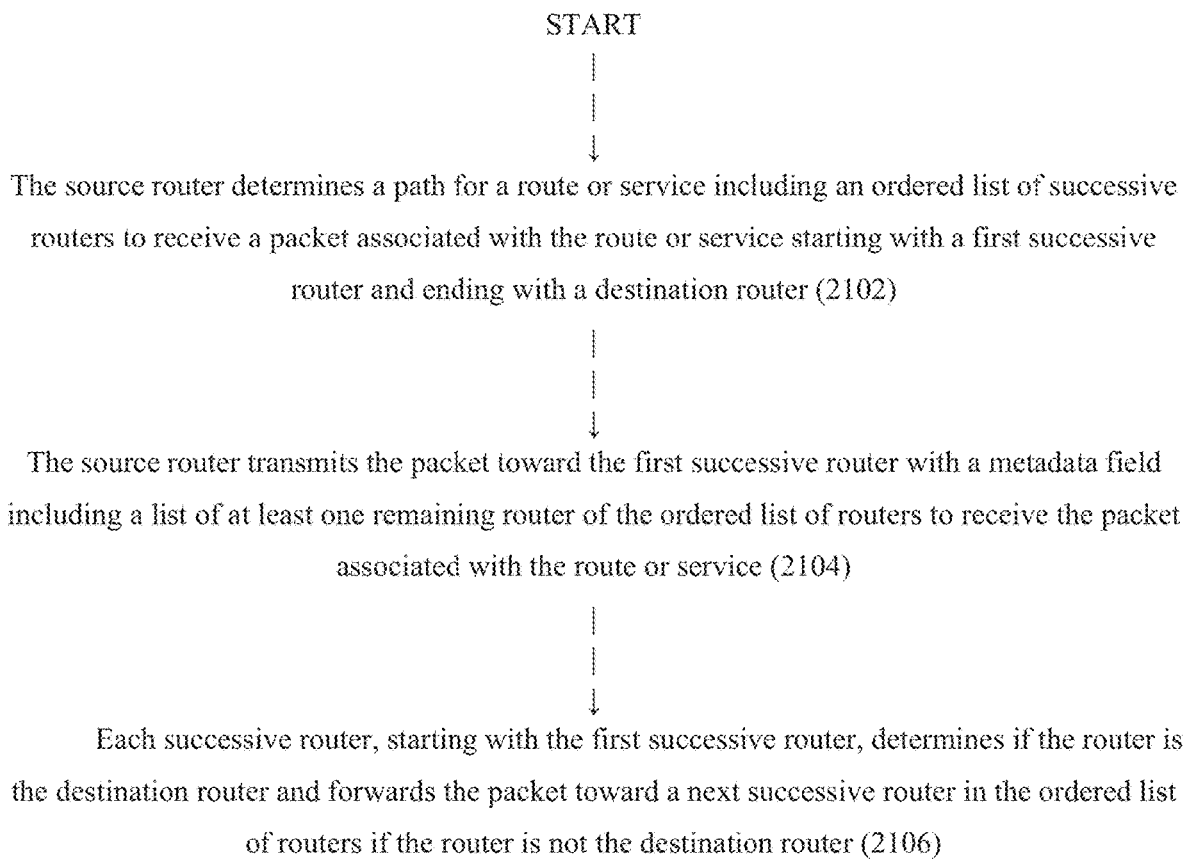 START
The source router determines a path for a route or service including an ordered list of successive
routers to receive a packet associated with the route or service starting with a first successive
router and ending with a destination router (2102)
The source router transmits the packet toward the first successive router with a metadata field
including a list of at least one remaining router of the ordered list of routers to receive the packet
associated with the route or service (2104)
Each successive router, starting with the first successive router, determines if the router is
the destination router and forwards the packet toward a next successive router in the ordered list
of routers if the router is not the destination router (2106)